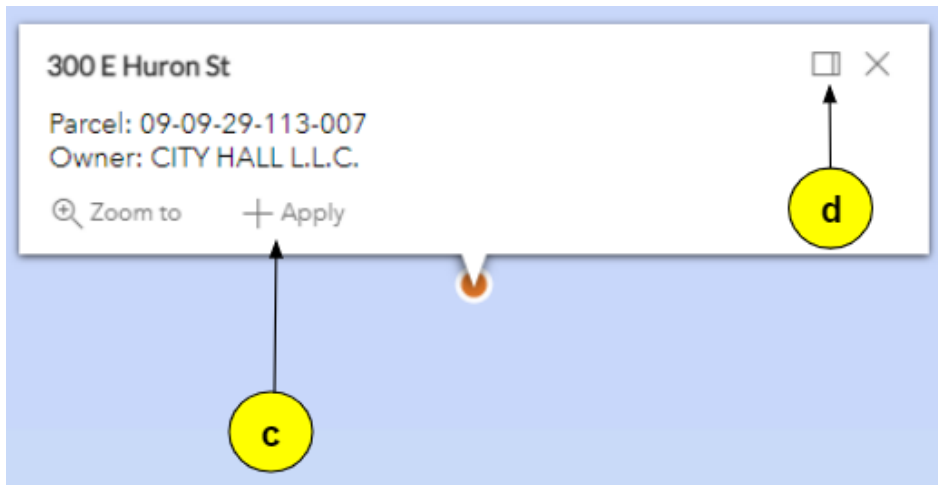 300 E Huron St
Parcel: 09-09-29-113-007
Owner: CITY HALL L.L.C.
Zoom to Apply
d
c